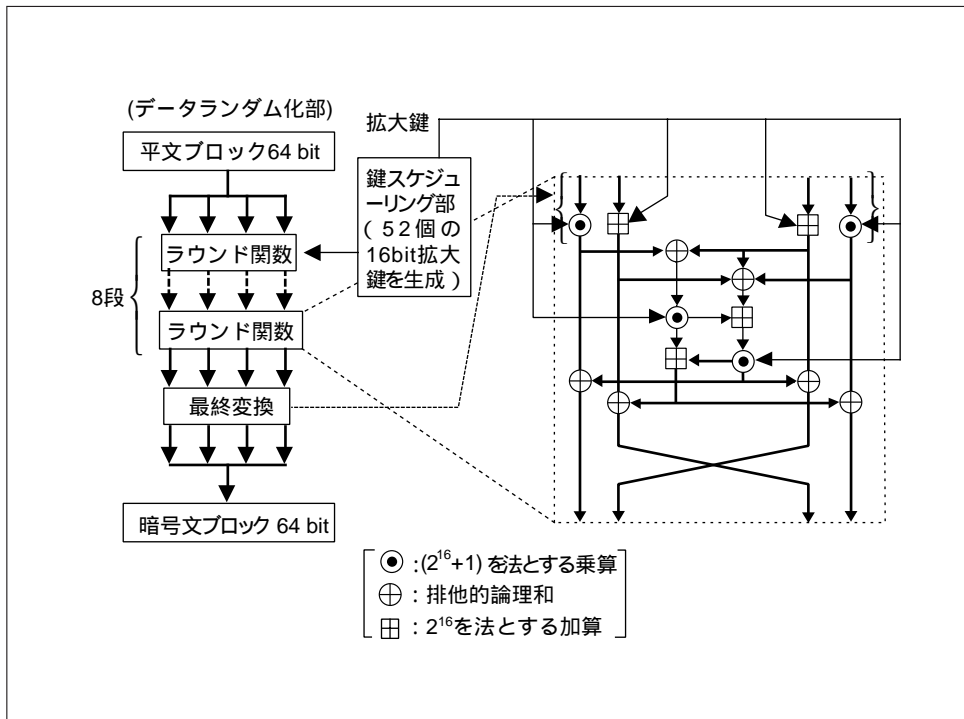 (データランダム化部)
平文ブロック64 bit
ラウンド関数
8段
ラウンド関数
最終変換
暗号文ブロック 64 bit
拡大鍵
鍵スケジュ
ーリング部
(52個の
16bit拡大
鍵を生成)
:(2¹⁶+1) を法とする乗算
: 排他的論理和
: 2¹⁶を法とする加算